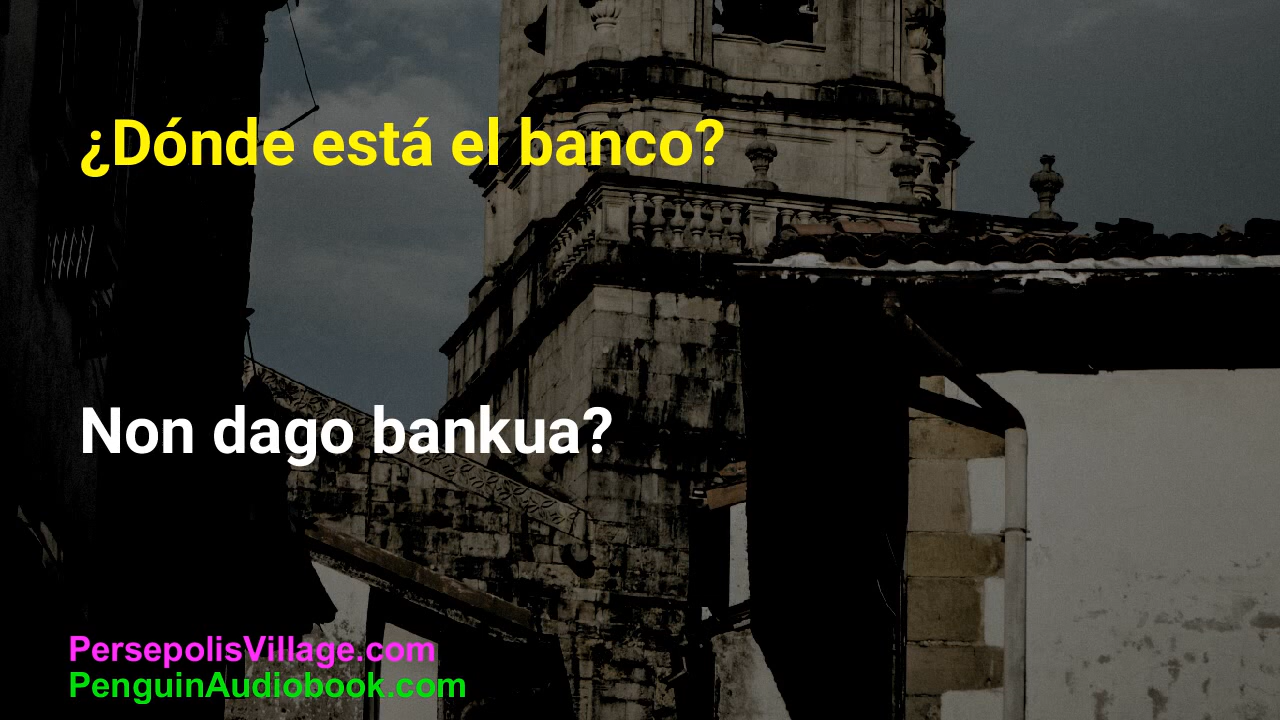 ¿Dónde está el banco?
Non dago bankua?
PersepolisVillage.com
PenguinAudiobook.com